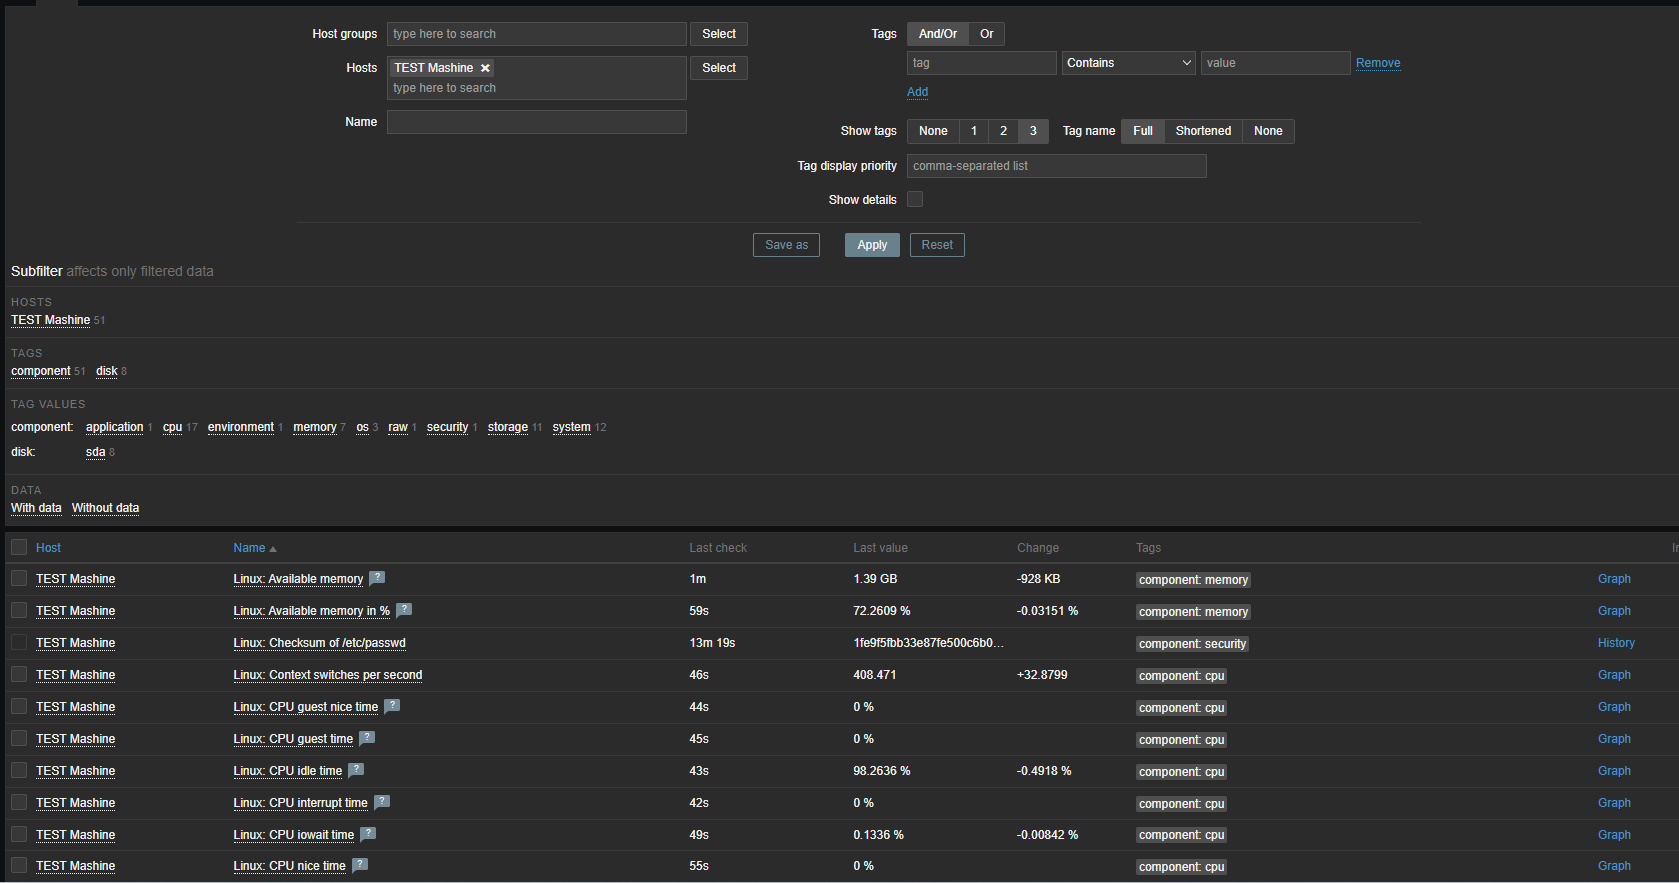 Host groups type here to search Select
Hosts TEST Mashine Select
type here to search
Name
Tags And/Or Or
tag Contains value Remove
Add
Show tags None 1 2 3 Tag name Full Shortened None
Tag display priority comma-separated list
Show details
Save as Apply Reset
Subfilter affects only filtered data
HOSTS
TEST Mashine 51
TAGS
component 51 disk 8
TAG VALUES
component: application 1 cpu 17 environment 1 memory 7 os 3 raw 1 security 1 storage 11 system 12
disk: sda 8
DATA
With data Without data
Host Name Last check Last value Change Tags
TEST Mashine Linux: Available memory ? 1m 1.39 GB -928 KB component: memory Graph
TEST Mashine Linux: Available memory in % ? 59s 72.2609 % -0.03151 % component: memory Graph
TEST Mashine Linux: Checksum of /etc/passwd 13m 19s 1fe9f5fbb33e87fe500c6b0... component: security History
TEST Mashine Linux: Context switches per second 46s 408.471 +32.8799 component: cpu Graph
TEST Mashine Linux: CPU guest nice time ? 44s 0 % component: cpu Graph
TEST Mashine Linux: CPU guest time ? 45s 0 % component: cpu Graph
TEST Mashine Linux: CPU idle time ? 43s 98.2636 % -0.4918 % component: cpu Graph
TEST Mashine Linux: CPU interrupt time ? 42s 0 % component: cpu Graph
TEST Mashine Linux: CPU iowait time ? 49s 0.1336 % -0.00842 % component: cpu Graph
TEST Mashine Linux: CPU nice time ? 55s 0 % component: cpu Graph